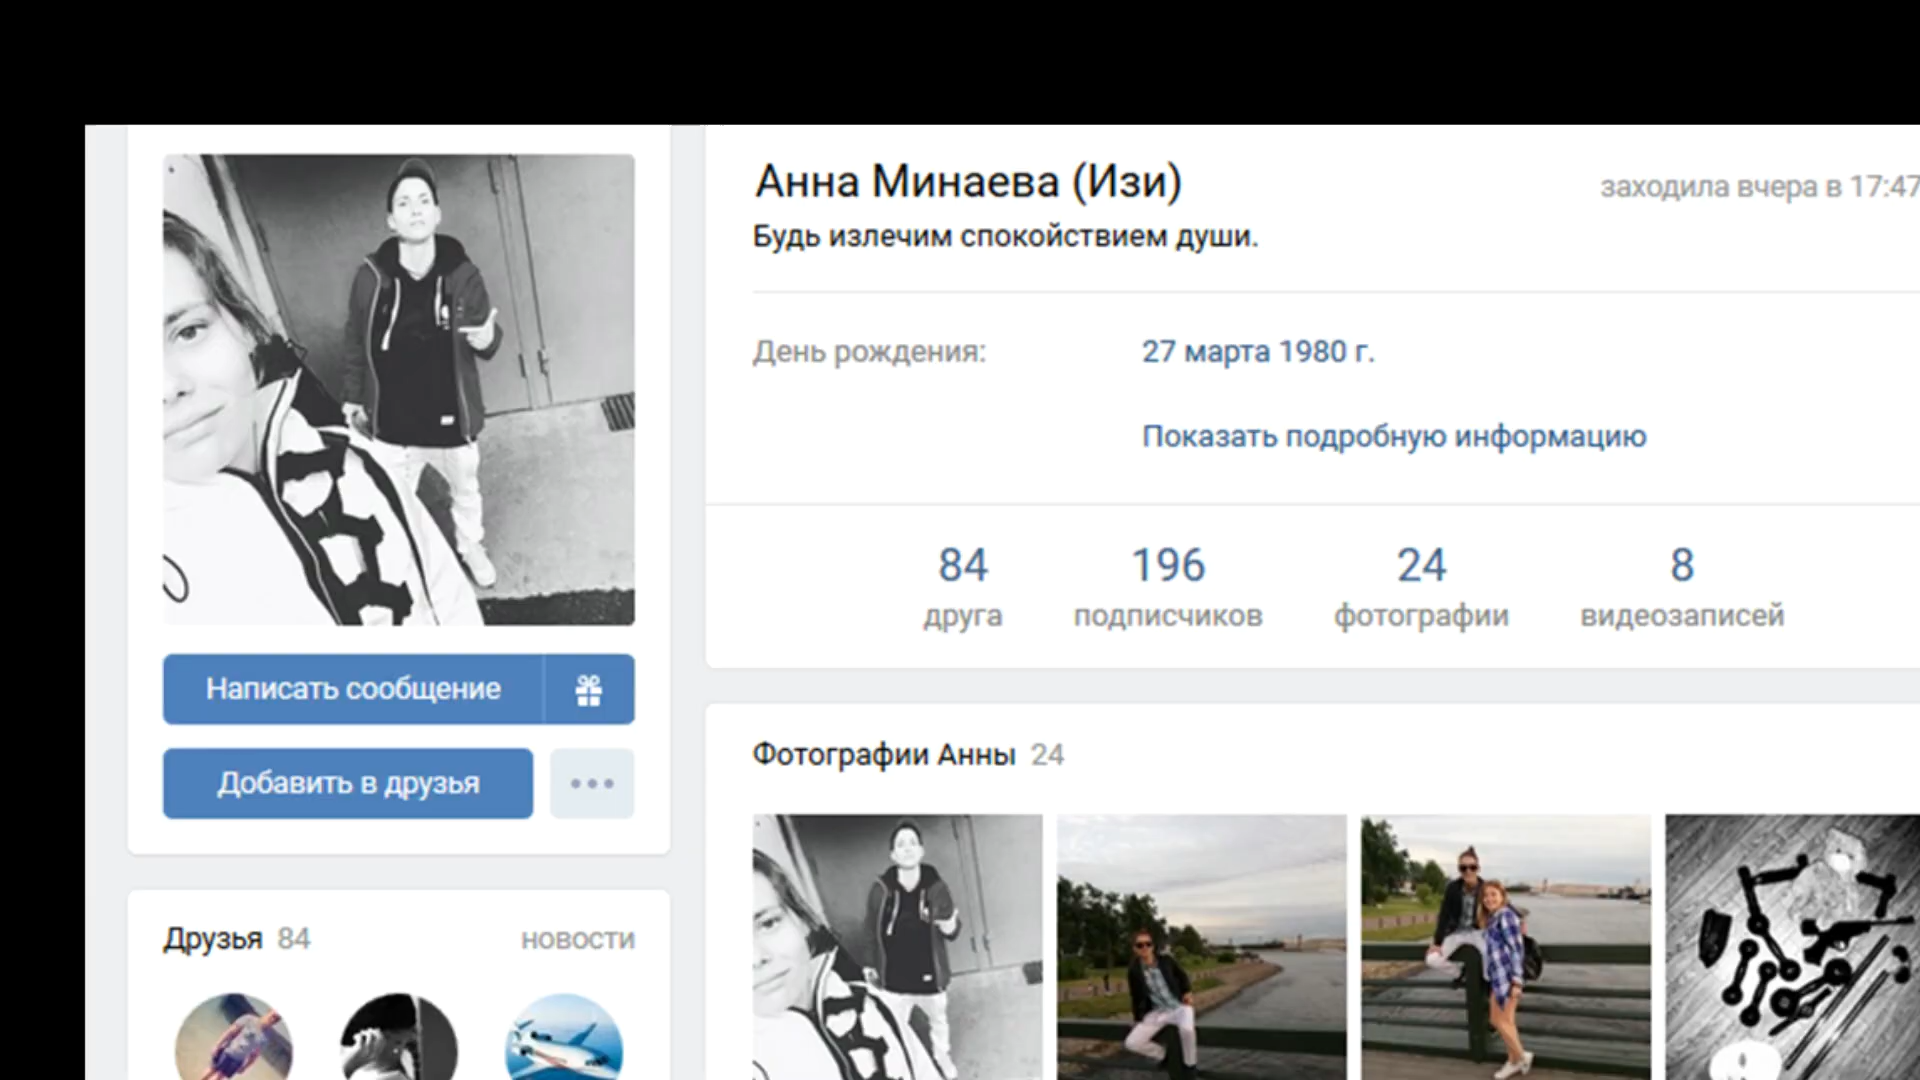 Анна Минаева (Изи)
заходила вчера в 17:47
Будь излечим спокойствием души.
День рождения:
27 марта 1980 г.
Показать подробную информацию
84
друга
196
подписчиков
24
фотографии
8
видеозаписей
Написать сообщение
Добавить в друзья
Фотографии Анны 24
Друзья 84
новости